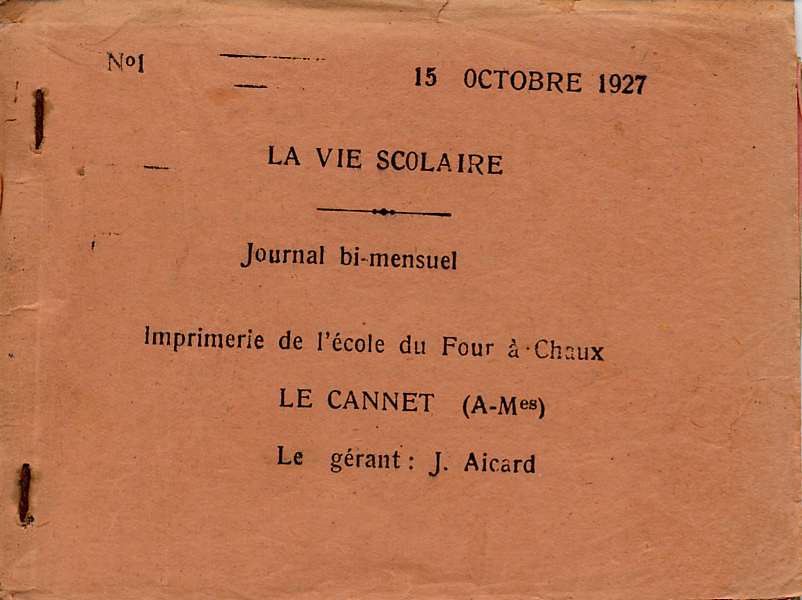 Nº1
15 OCTOBRE 1927
LA VIE SCOLAIRE
Journal bi-mensuel
Imprimerie de l'école du Four à Chaux
LE CANNET (A-Mes)
Le gérant : J. Aicard